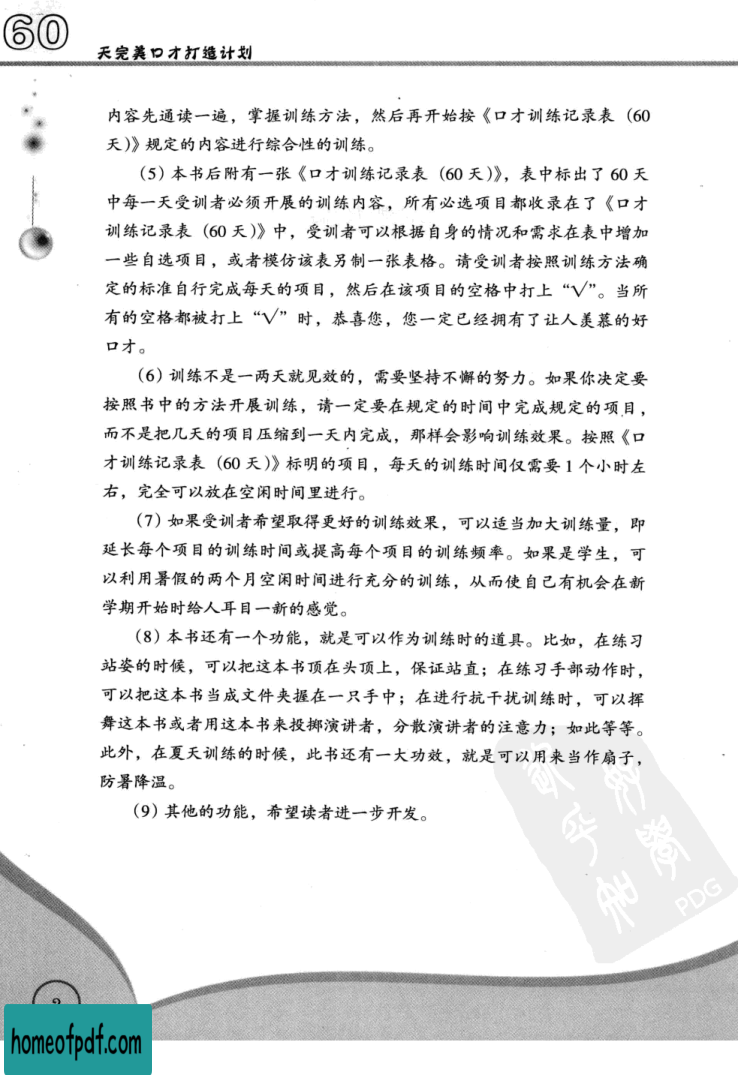 60
天完美口才打造计划
内容先通读一遍，掌握训练方法，然后再开始按《口才训练记录表（60
天）》规定的内容进行综合性的训练。
（5）本书后附有一张《口才训练记录表（60 天）》，表中标出了 60 天
中每一天受训者必须开展的训练内容，所有必选项目都收录在了《口才
训练记录表（60 天）》中，受训者可以根据自身的情况和需求在表中增加
一些自选项目，或者模仿该表另制一张表格。请受训者按照训练方法确
定的标准自行完成每天的项目，然后在该项目的空格中打上“√”。当所
有的空格都被打上“√”时，恭喜您，您一定已经拥有了让人羡慕的好
口才。
（6）训练不是一两天就见效的，需要坚持不懈的努力。如果你决定要
按照书中的方法开展训练，请一定要在规定的时间中完成规定的项目，
而不是把几天的项目压缩到一天内完成，那样会影响训练效果。按照《口
才训练记录表（60 天）》标明的项目，每天的训练时间仅需要 1 个小时左
右，完全可以放在空闲时间里进行。
（7）如果受训者希望取得更好的训练效果，可以适当加大训练量，即
延长每个项目的训练时间或提高每个项目的训练频率。如果是学生，可
以利用暑假的两个月空闲时间进行充分的训练，从而使自己有机会在新
学期开始时给人耳目一新的感觉。
（8）本书还有一个功能，就是可以作为训练时的道具。比如，在练习
站姿的时候，可以把这本书顶在头顶上，保证站直；在练习手部动作时，
可以把这本书当成文件夹握在一只手中；在进行抗干扰训练时，可以挥
舞这本书或者用这本书来投掷演讲者，分散演讲者的注意力；如此等等。
此外，在夏天训练的时候，此书还有一大功效，就是可以用来当作扇子，
防暑降温。
（9）其他的功能，希望读者进一步开发。
PDG
homeofpdf.com